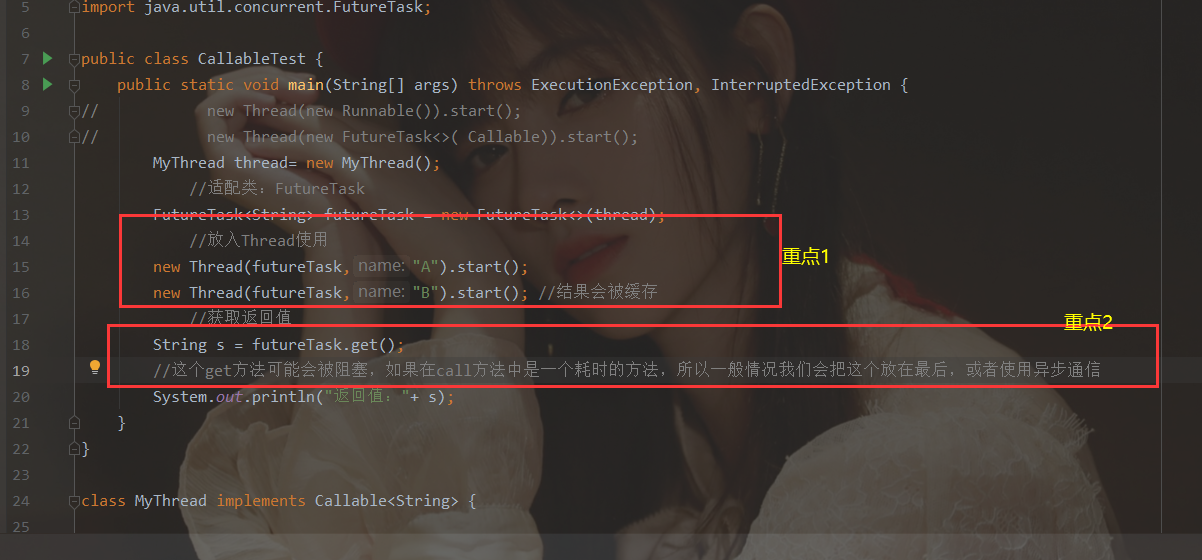 5 import java.util.concurrent.FutureTask;
6
7 public class CallableTest {
8 public static void main(String[] args) throws ExecutionException, InterruptedException {
9 // new Thread(new Runnable()).start();
10 // new Thread(new FutureTask<>( Callable)).start();
11 MyThread thread= new MyThread();
12 //适配类：FutureTask
13 FutureTask<String> futureTask = new FutureTask<>(thread);
14 //放入Thread使用
重点1
15 new Thread(futureTask, name: "A").start();
16 new Thread(futureTask, name: "B").start(); //结果会被缓存
17 //获取返回值
重点2
18 String s = futureTask.get();
19 //这个get方法可能会被阻塞，如果在call方法中是一个耗时的方法，所以一般情况我们会把这个放在最后，或者使用异步通信
20 System.out.println("返回值："+ s);
21 }
22 }
23
24 class MyThread implements Callable<String> {
25